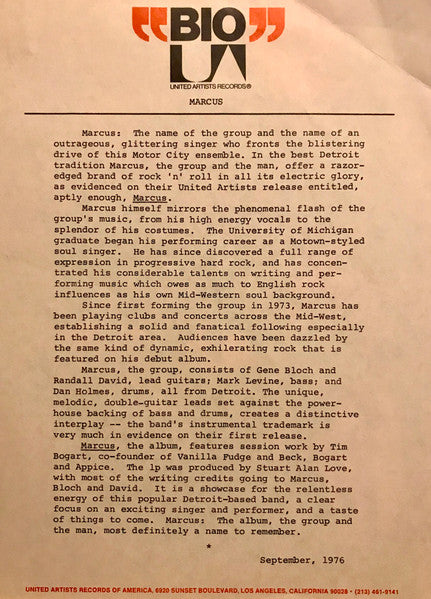 "BIO"
UA
UNITED ARTISTS RECORDS®
MARCUS
Marcus: The name of the group and the name of an
outrageous, glittering singer who fronts the blistering
drive of this Motor City ensemble. In the best Detroit
tradition Marcus, the group and the man, offer a razor-
edged brand of rock 'n' roll in all its electric glory,
as evidenced on their United Artists release entitled,
aptly enough, Marcus.
Marcus himself mirrors the phenomenal flash of the
group's music, from his high energy vocals to the
splendor of his costumes. The University of Michigan
graduate began his performing career as a Motown-styled
soul singer. He has since discovered a full range of
expression in progressive hard rock, and has concen-
trated his considerable talents on writing and per-
forming music which owes as much to English rock
influences as his own Mid-Western soul background.
Since first forming the group in 1973, Marcus has
been playing clubs and concerts across the Mid-West,
establishing a solid and fanatical following especially
in the Detroit area. Audiences have been dazzled by
the same kind of dynamic, exhilerating rock that is
featured on his debut album.
Marcus, the group, consists of Gene Bloch and
Randall David, lead guitars; Mark Levine, bass; and
Dan Holmes, drums, all from Detroit. The unique,
melodic, double-guitar leads set against the power-
house backing of bass and drums, creates a distinctive
interplay -- the band's instrumental trademark is
very much in evidence on their first release.
Marcus, the album, features session work by Tim
Bogart, co-founder of Vanilla Fudge and Beck, Bogart
and Appice. The lp was produced by Stuart Alan Love,
with most of the writing credits going to Marcus,
Bloch and David. It is a showcase for the relentless
energy of this popular Detroit-based band, a clear
focus on an exciting singer and performer, and a taste
of things to come. Marcus: The album, the group and
the man, most definitely a name to remember.
*
September, 1976
UNITED ARTISTS RECORDS OF AMERICA, 6920 SUNSET BOULEVARD, LOS ANGELES, CALIFORNIA 90028 • (213) 461-9141